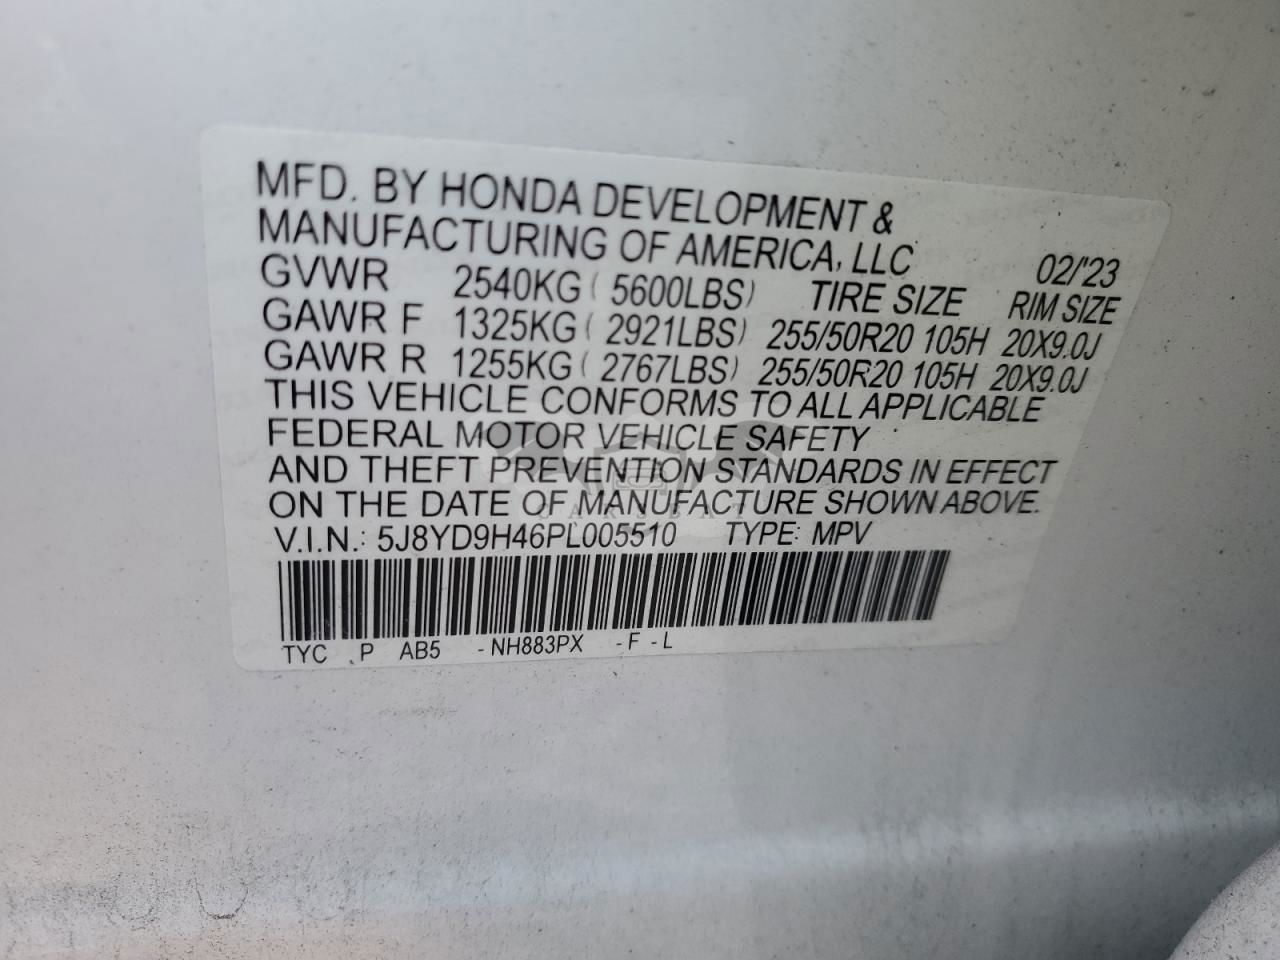 MFD. BY HONDA DEVELOPMENT &
MANUFACTURING OF AMERICA, LLC 02/'23
GVWR 2540KG ( 5600LBS) TIRE SIZE RIM SIZE
GAWR F 1325KG ( 2921LBS) 255/50R20 105H 20X9.0J
GAWR R 1255KG ( 2767LBS) 255/50R20 105H 20X9.0J
THIS VEHICLE CONFORMS TO ALL APPLICABLE
FEDERAL MOTOR VEHICLE SAFETY
AND THEFT PREVENTION STANDARDS IN EFFECT
ON THE DATE OF MANUFACTURE SHOWN ABOVE.
V.I.N.: 5J8YD9H46PL005510 TYPE: MPV
TYC P AB5 - NH883PX - F - L